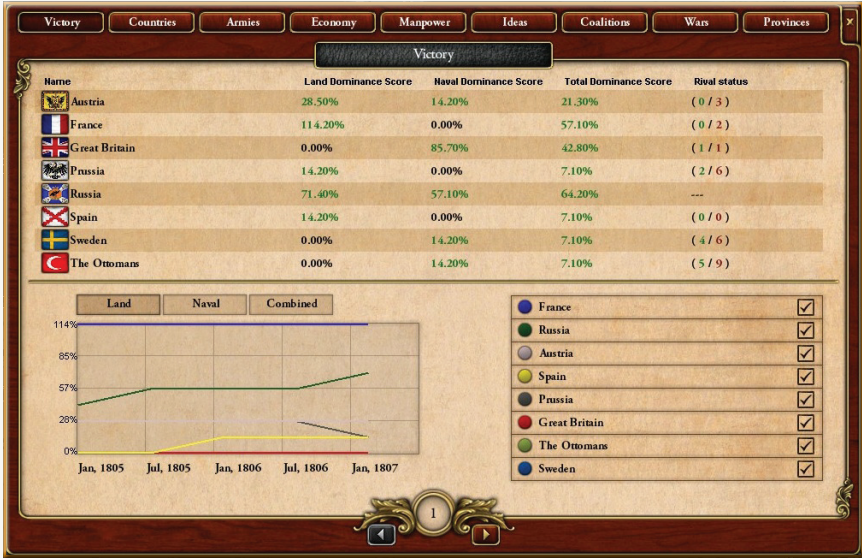 Victory Countries Armies Economy Manpower Ideas Coalitions Wars Provinces x
Victory
Name Land Dominance Score Naval Dominance Score Total Dominance Score Rival status
Austria 28.50% 14.20% 21.30% ( 0 / 3 )
France 114.20% 0.00% 57.10% ( 0 / 2 )
Great Britain 0.00% 85.70% 42.80% ( 1 / 1 )
Prussia 14.20% 0.00% 7.10% ( 2 / 6 )
Russia 71.40% 57.10% 64.20% ---
Spain 14.20% 0.00% 7.10% ( 0 / 0 )
Sweden 0.00% 14.20% 7.10% ( 4 / 6 )
The Ottomans 0.00% 14.20% 7.10% ( 5 / 9 )
Land Naval Combined
114%
85%
57%
28%
0%
Jan, 1805 Jul, 1805 Jan, 1806 Jul, 1806 Jan, 1807
France
Russia
Austria
Spain
Prussia
Great Britain
The Ottomans
Sweden
1